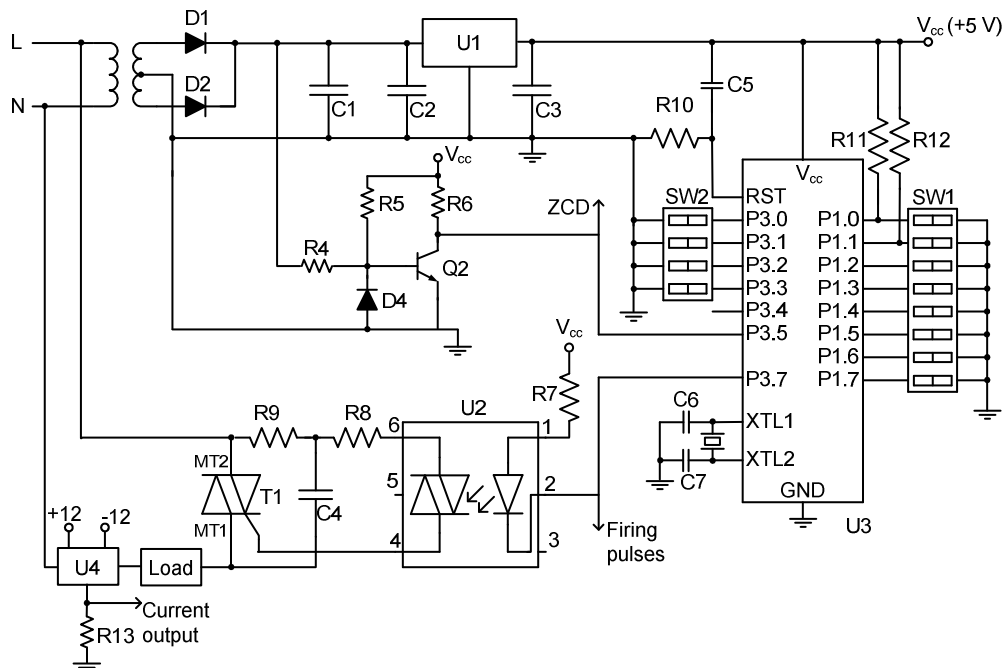 D1
L
U1
Vcc (+5 V)
D2
N
C1
C2
C3
C5
R10
R11
R12
Vcc
Vcc
R5
R6
ZCD
SW2
RST
SW1
P3.0
P1.0
P3.1
P1.1
R4
Q2
P3.2
P1.2
P3.3
P1.3
D4
P3.4
P1.4
Vcc
P3.5
P1.5
P1.6
R7
P3.7
P1.7
R9
R8
U2
C6
6
1
XTL1
MT2
T1
5
2
XTL2
C7
C4
GND
+12
-12
MT1
4
3
Firing
pulses
U3
U4
Load
Current
output
R13